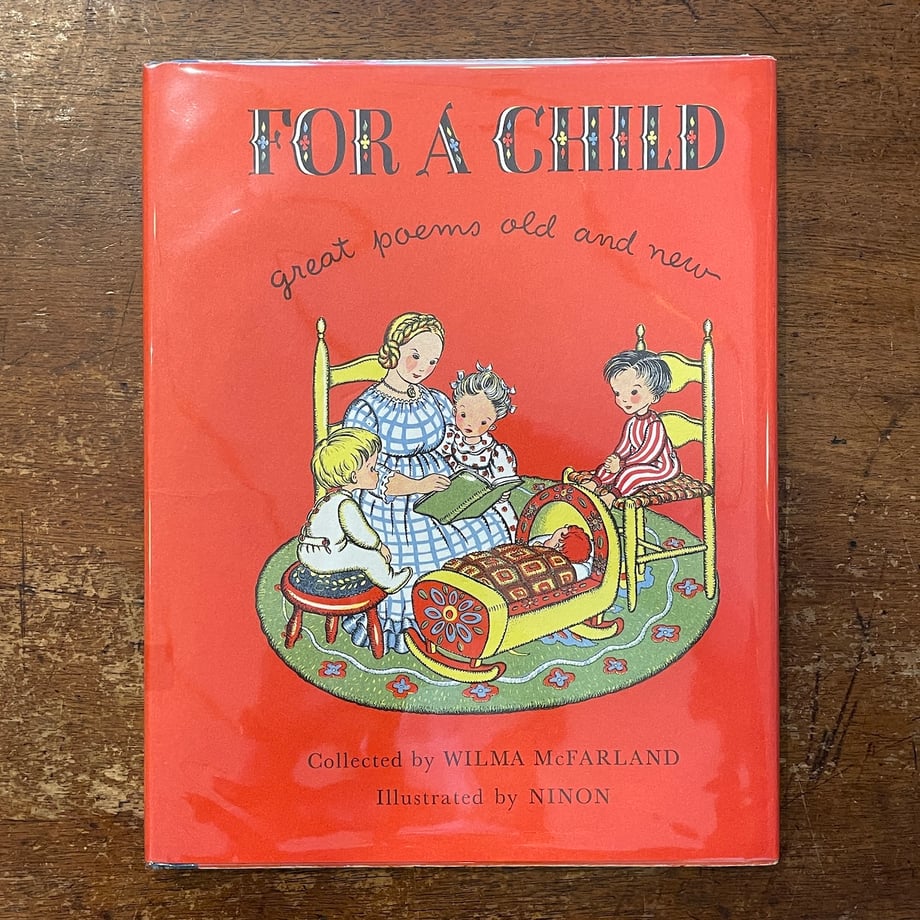 FOR A CHILD
great poems old and new
Collected by WILMA McFARLAND
Illustrated by NINON